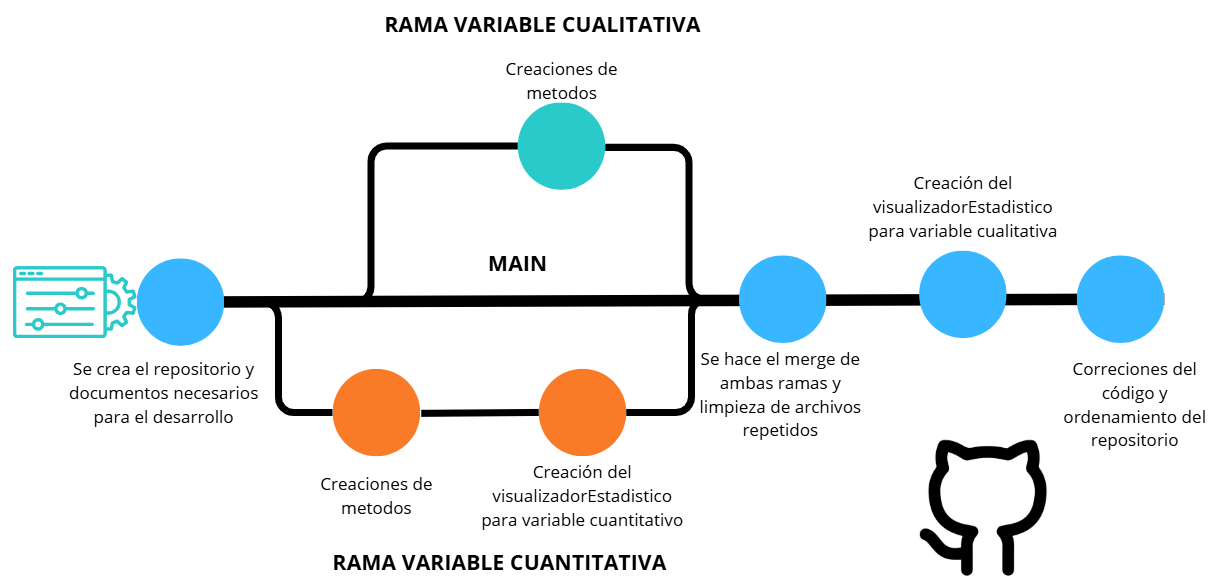 RAMA VARIABLE CUALITATIVA
Creaciones de
metodos
Creación del
visualizadorEstadistico
para variable cualitativa
MAIN
Se crea el repositorio y
documentos necesarios
para el desarrollo
Se hace el merge de
ambas ramas y
limpieza de archivos
repetidos
Correciones del
código y
ordenamiento del
repositorio
Creaciones de
metodos
Creación del
visualizadorEstadistico
para variable cuantitativo
RAMA VARIABLE CUANTITATIVA